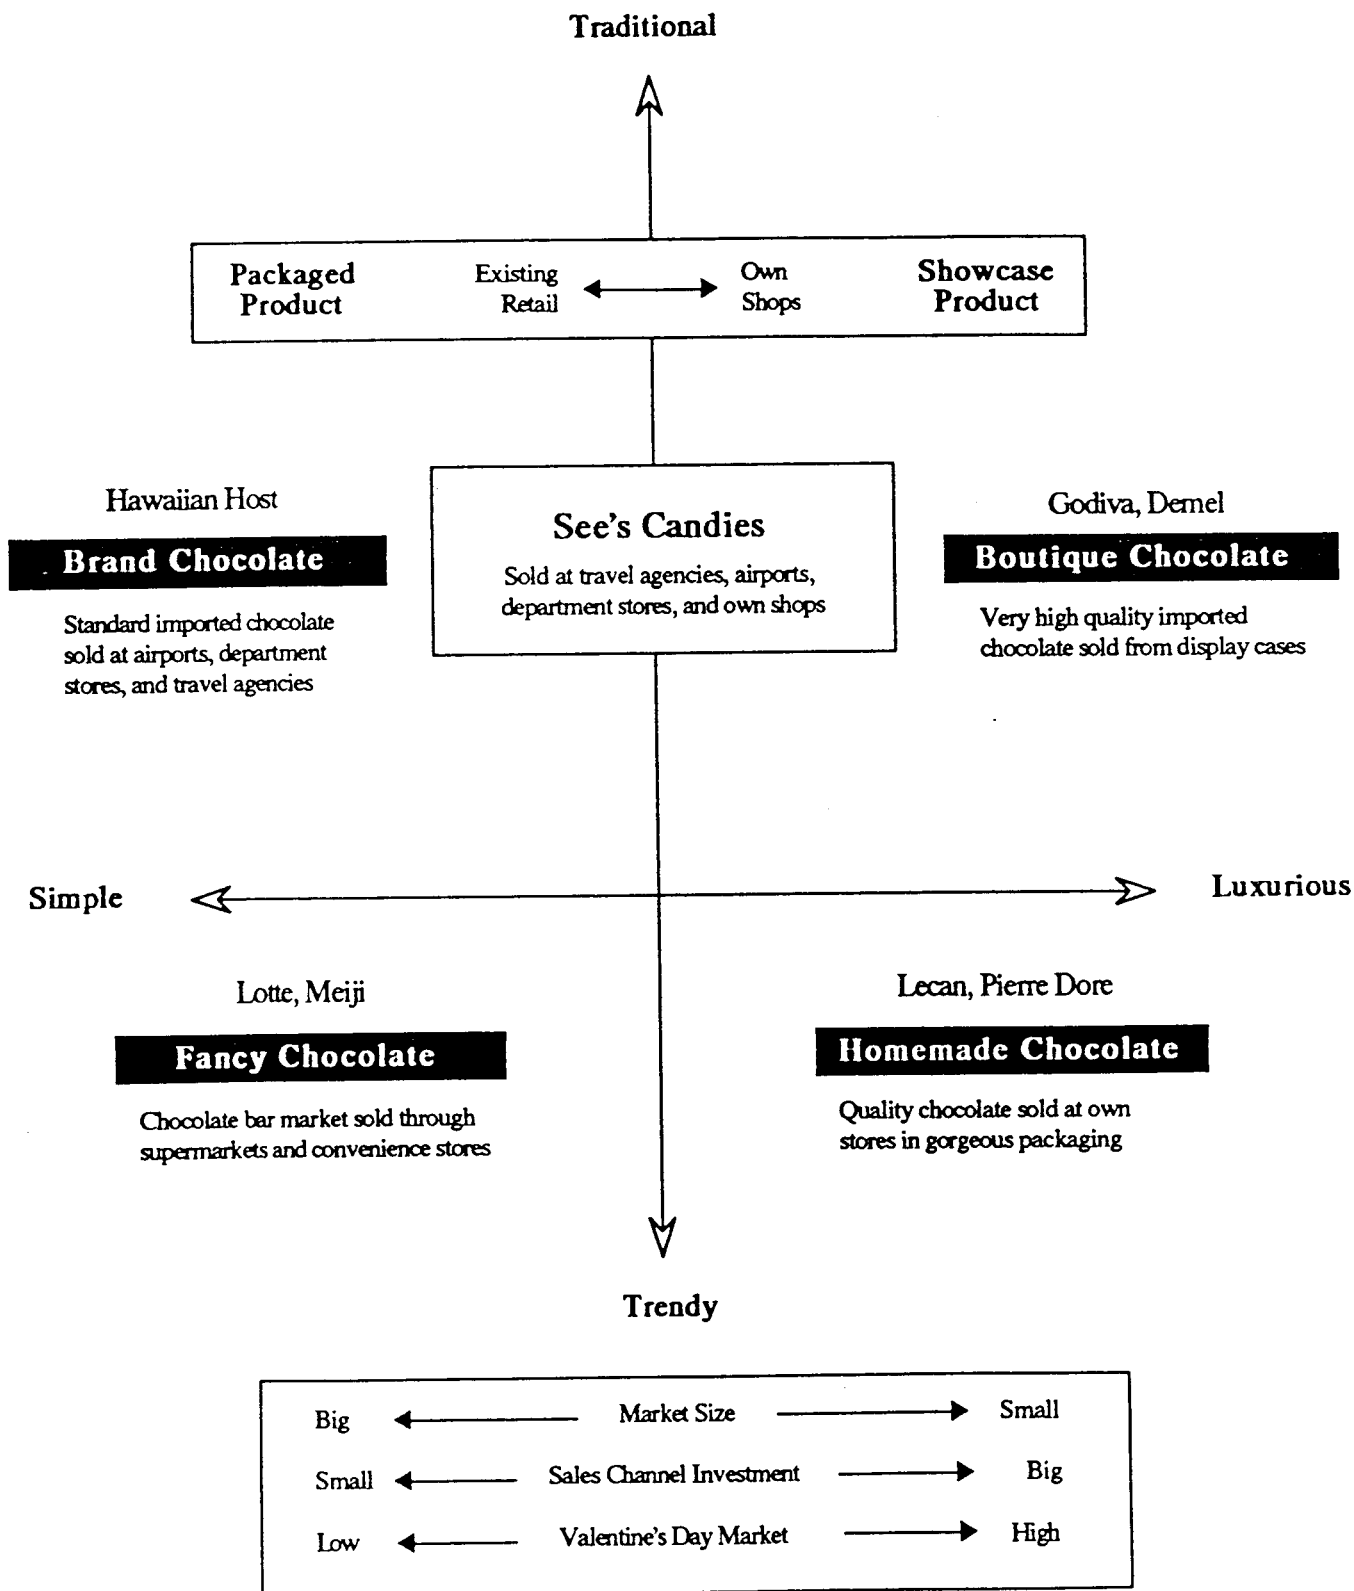 Traditional
Packaged
Product
Existing
Retail
Own
Shops
Showcase
Product
Hawaiian Host
Brand Chocolate
Standard imported chocolate
sold at airports, department
stores, and travel agencies
See's Candies
Sold at travel agencies, airports,
department stores, and own shops
Godiva, Demel
Boutique Chocolate
Very high quality imported
chocolate sold from display cases
Simple
Luxurious
Lotte, Meiji
Fancy Chocolate
Chocolate bar market sold through
supermarkets and convenience stores
Lecan, Pierre Dore
Homemade Chocolate
Quality chocolate sold at own
stores in gorgeous packaging
Trendy
Big Market Size Small
Small Sales Channel Investment Big
Low Valentine's Day Market High